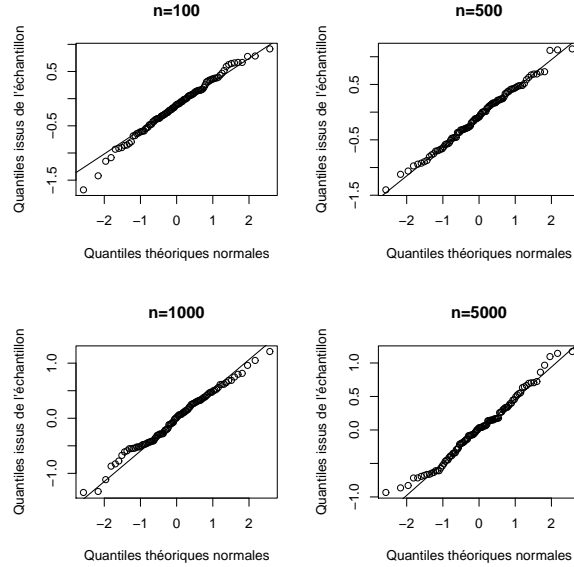 n=100
Quantiles issus de l'échantillon
0.5
−0.5
−1.5
−2 −1 0 1 2
Quantiles théoriques normales
n=500
Quantiles issus de l'échantillon
0.5
−0.5
−1.5
−2 −1 0 1 2
Quantiles théoriques normales
n=1000
Quantiles issus de l'échantillon
1.0
0.0
−1.0
−2 −1 0 1 2
Quantiles théoriques normales
n=5000
Quantiles issus de l'échantillon
1.0
0.5
0.0
−1.0
−2 −1 0 1 2
Quantiles théoriques normales